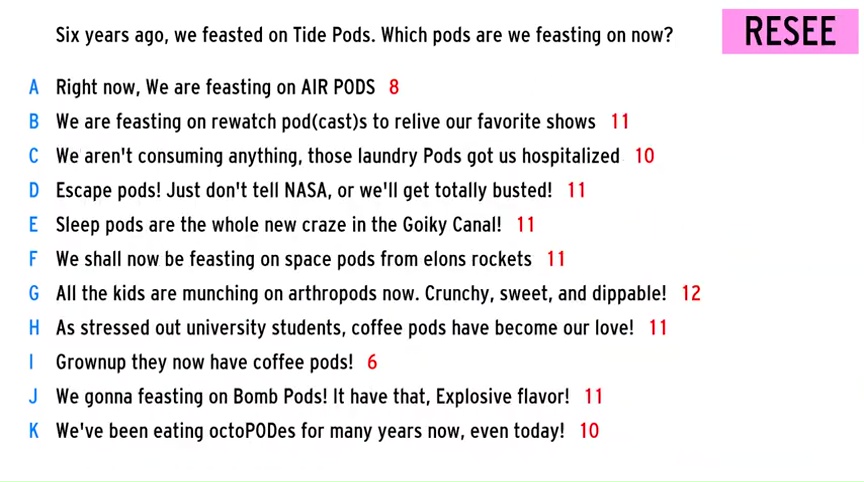 Six years ago, we feasted on Tide Pods. Which pods are we feasting on now?
RESEE
A Right now, We are feasting on AIR PODS 8
B We are feasting on rewatch pod(cast)s to relive our favorite shows 11
C We aren't consuming anything, those laundry Pods got us hospitalized 10
D Escape pods! Just don't tell NASA, or we'll get totally busted! 11
E Sleep pods are the whole new craze in the Goiky Canal! 11
F We shall now be feasting on space pods from elons rockets 11
G All the kids are munching on arthropods now. Crunchy, sweet, and dippable! 12
H As stressed out university students, coffee pods have become our love! 11
I Grownup they now have coffee pods! 6
J We gonna feasting on Bomb Pods! It have that, Explosive flavor! 11
K We've been eating octoPODes for many years now, even today! 10